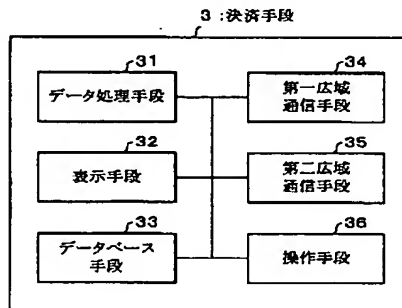 3:決済手段
31
データ処理手段
34
第一広域
通信手段
32
表示手段
35
第二広域
通信手段
33
データベース
手段
36
操作手段